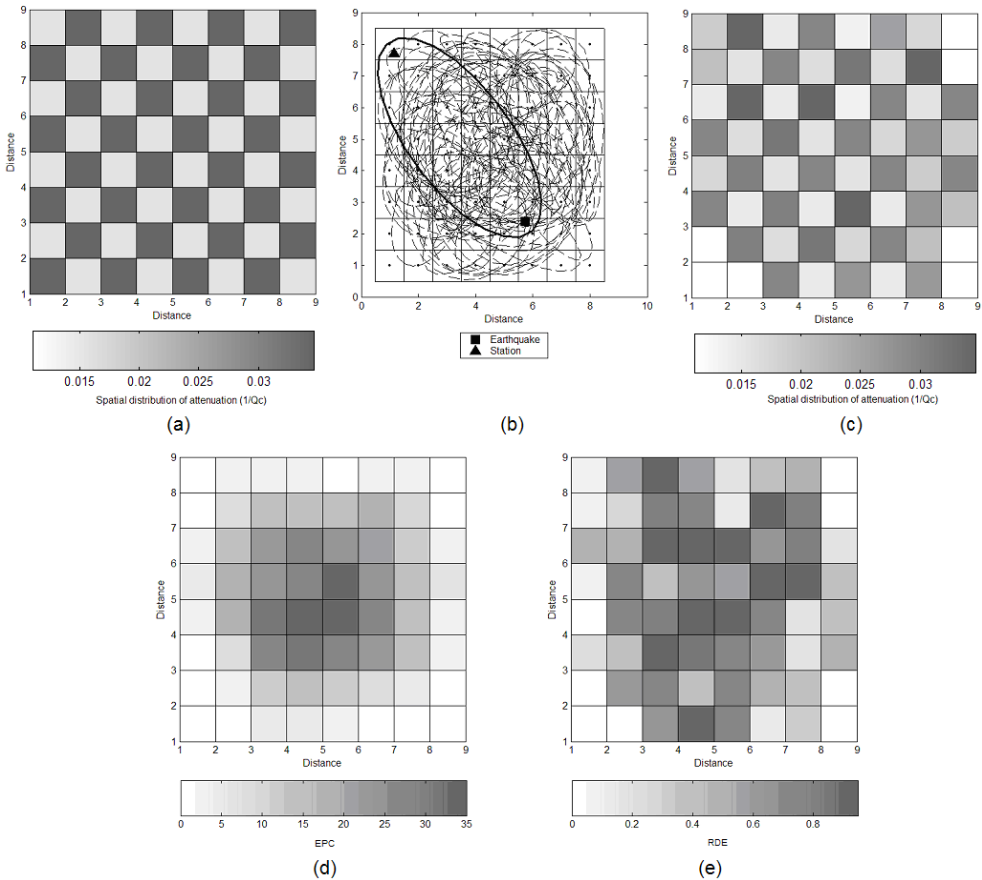 9
8
7
6
5
4
3
2
1
Distance
1 2 3 4 5 6 7 8 9
Distance
0.015 0.02 0.025 0.03
Spatial distribution of attenuation (1/Qc)
(a)
10
9
8
7
6
5
4
3
2
1
0
Distance
0 2 4 6 8 10
Distance
Earthquake
Station
(b)
9
8
7
6
5
4
3
2
1
Distance
1 2 3 4 5 6 7 8 9
Distance
0.015 0.02 0.025 0.03
Spatial distribution of attenuation (1/Qc)
(c)
9
8
7
6
5
4
3
2
1
Distance
1 2 3 4 5 6 7 8 9
Distance
0 5 10 15 20 25 30 35
EPC
(d)
9
8
7
6
5
4
3
2
1
Distance
1 2 3 4 5 6 7 8 9
Distance
0 0.2 0.4 0.6 0.8
RDE
(e)